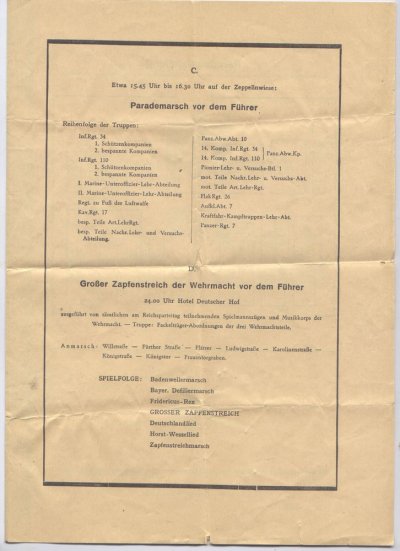 C.
Etwa 15.45 Uhr bis 16.30 Uhr auf der Zeppelinwiese:
Parademarsch vor dem Führer
Reihenfolge der Truppen:
Inf.Rgt. 34
1. Schützenkompanien
2. bespannte Kompanien
Inf.Rgt. 110
1. Schützenkompanien
2. bespannte Kompanien
I. Marine-Unteroffizier-Lehr-Abteilung
II. Marine-Unteroffizier-Lehr-Abteilung
Regt. zu Fuß der Luftwaffe
Kav.Rgt. 17
besp. Teile Art.LehrRgt.
besp. Teile Nachr.Lehr- und Versuchs-
Abteilung.
Panz.Abw.Abt. 10
14. Komp. Inf.Rgt. 34
14. Komp. Inf.Rgt. 110
Panz.Abw.Kp.
Pionier-Lehr- u. Versuchs-Btl. 1
mot. Teile Nachr.Lehr- u. Versuchs-Abt.
mot. Teile Art.Lehr-Rgt.
Flak.Rgt. 26
Aufkl.Abt. 7
Kraftfahr-Kampftruppen-Lehr-Abt.
Panzer-Rgt. 7
D.
Großer Zapfenstreich der Wehrmacht vor dem Führer
24.00 Uhr Hotel Deutscher Hof
ausgeführt von sämtlichen am Reichsparteitag teilnehmenden Spielmannszügen und Musikkorps der
Wehrmacht. — Truppe: Fackelträger-Abordnungen der drei Wehrmachtsteile.
Anmarsch: Willstraße — Fürther Straße — Plärrer — Ludwigstraße — Karolinenstraße —
Königstraße — Königstor — Frauentorgraben.
SPIELFOLGE: Badenweilermarsch
Bayer. Defiliermarsch
Fridericus-Rex
GROSSER ZAPFENSTREICH
Deutschlandlied
Horst-Wessellied
Zapfenstreichmarsch